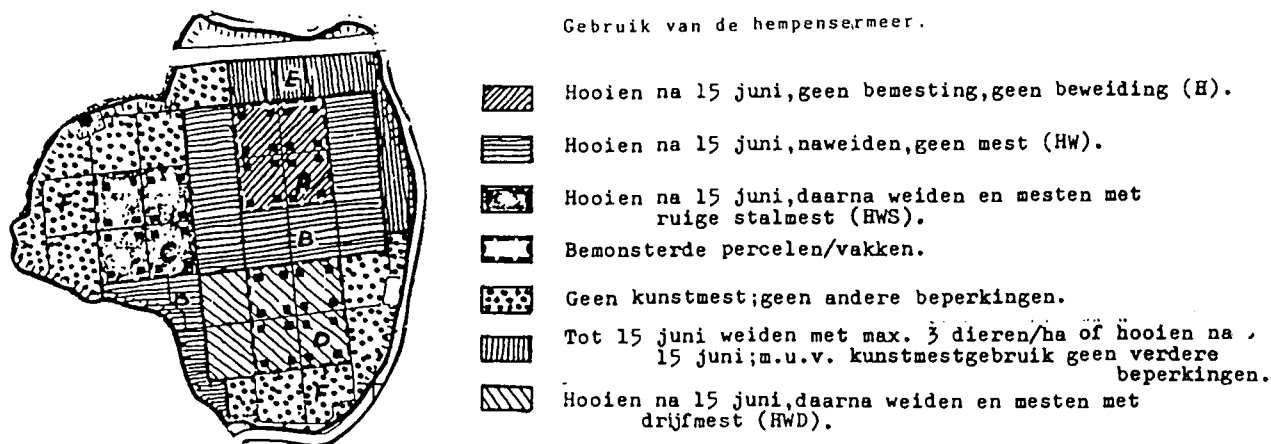 Gebruik van de hempensermeer.
Hooien na 15 juni,geen bemesting,geen beweiding (H).
Hooien na 15 juni,naweiden,geen mest (HW).
Hooien na 15 juni,daarna weiden en mesten met
ruige stalmest (HWS).
Bemonsterde percelen/vakken.
Geen kunstmest;geen andere beperkingen.
Tot 15 juni weiden met max. 3 dieren/ha of hooien na
15 juni;m.u.v. kunstmestgebruik geen verdere
beperkingen.
Hooien na 15 juni,daarna weiden en mesten met
drijfmest (HWD).
E
A
B
C
B
D
F